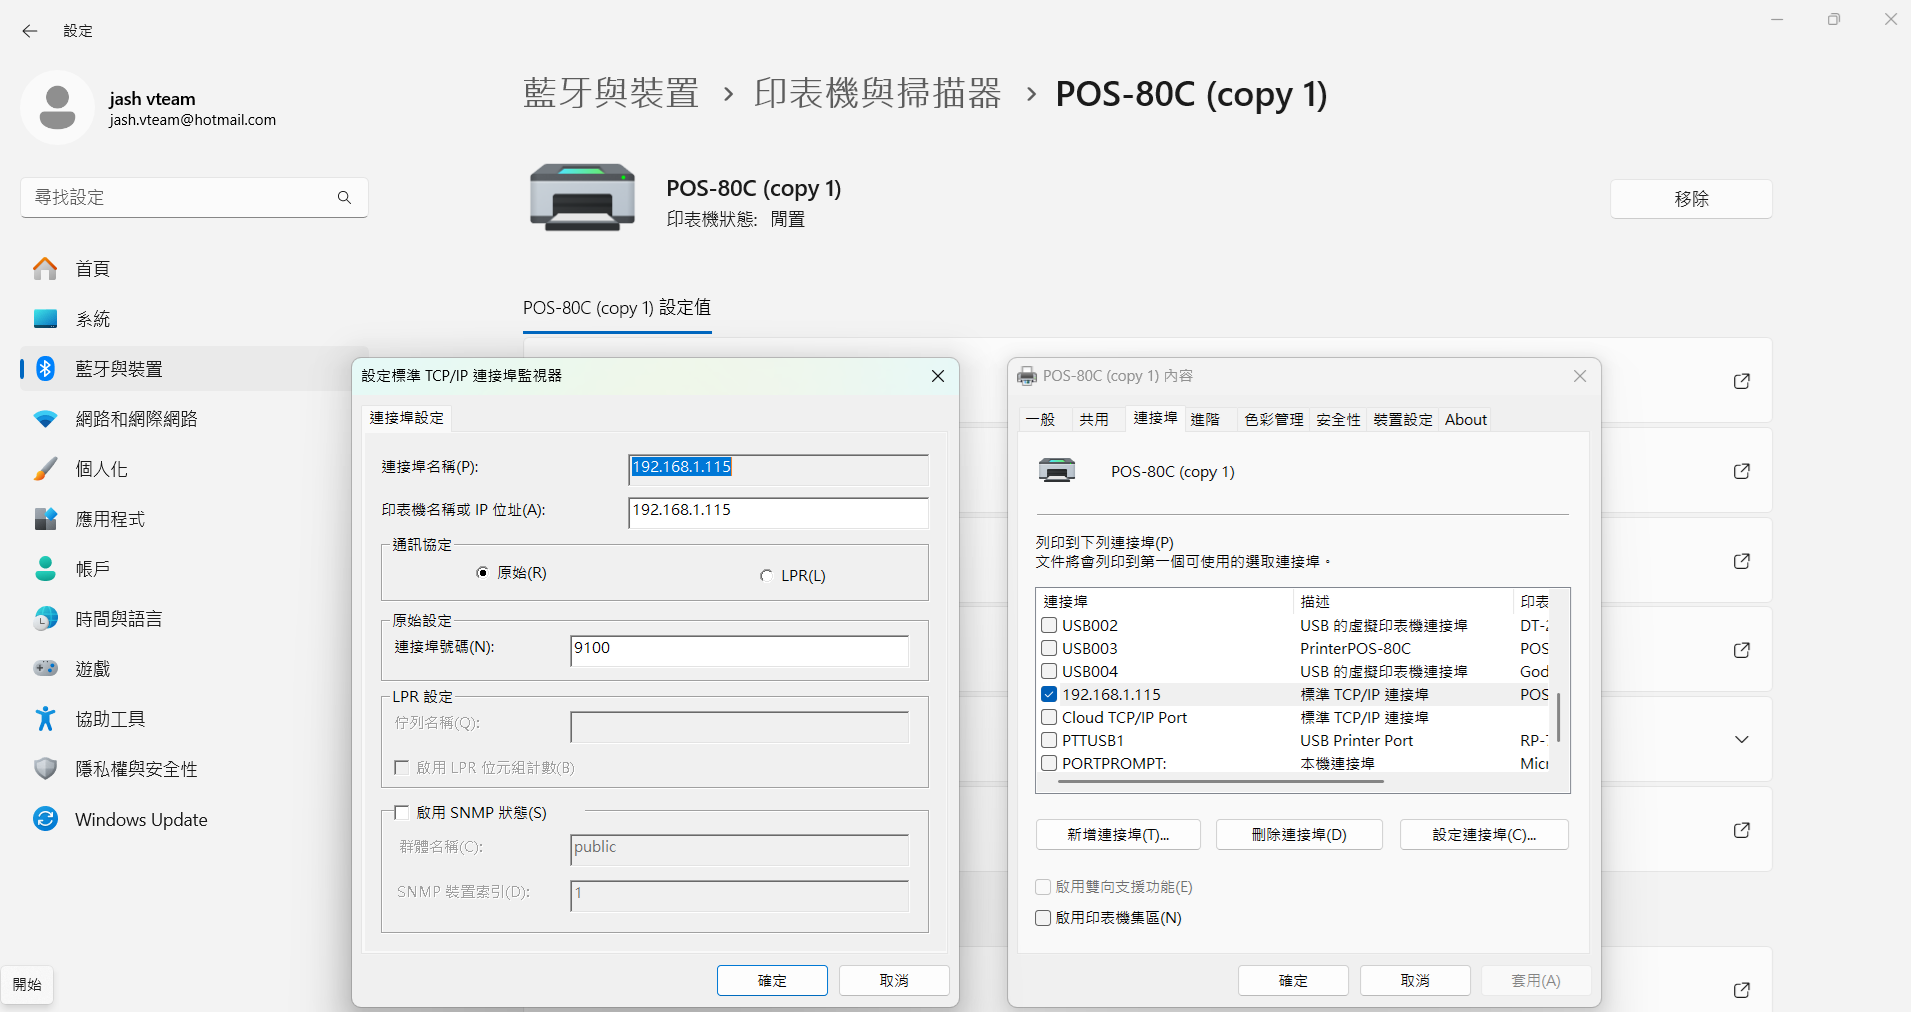 設定
jash vteam
jash.vteam@hotmail.com
尋找設定
首頁
系統
藍牙與裝置
網路和網際網路
個人化
應用程式
帳戶
時間與語言
遊戲
協助工具
隱私權與安全性
Windows Update
開始
藍牙與裝置 › 印表機與掃描器 › POS-80C (copy 1)
POS-80C (copy 1)
印表機狀態: 閒置
移除
POS-80C (copy 1) 設定值
設定標準 TCP/IP 連接埠監視器
連接埠設定
連接埠名稱(P): 192.168.1.115
印表機名稱或 IP 位址(A): 192.168.1.115
通訊協定
原始(R) LPR(L)
原始設定
連接埠號碼(N): 9100
LPR 設定
佇列名稱(Q):
啟用 LPR 位元組計數(B)
啟用 SNMP 狀態(S)
群體名稱(C): public
SNMP 裝置索引(D): 1
確定 取消
POS-80C (copy 1) 內容
一般 共用 連接埠 進階 色彩管理 安全性 裝置設定 About
POS-80C (copy 1)
列印到下列連接埠(P)
文件將會列印到第一個可使用的選取連接埠。
連接埠 描述 印表
USB002 USB 的虛擬印表機連接埠 DT-2
USB003 PrinterPOS-80C POS
USB004 USB 的虛擬印表機連接埠 God
192.168.1.115 標準 TCP/IP 連接埠 POS
Cloud TCP/IP Port 標準 TCP/IP 連接埠
PTTUSB1 USB Printer Port RP-
PORTPROMPT: 本機連接埠 Micr
新增連接埠(T)... 刪除連接埠(D) 設定連接埠(C)...
啟用雙向支援功能(E)
啟用印表機集區(N)
確定 取消 套用(A)